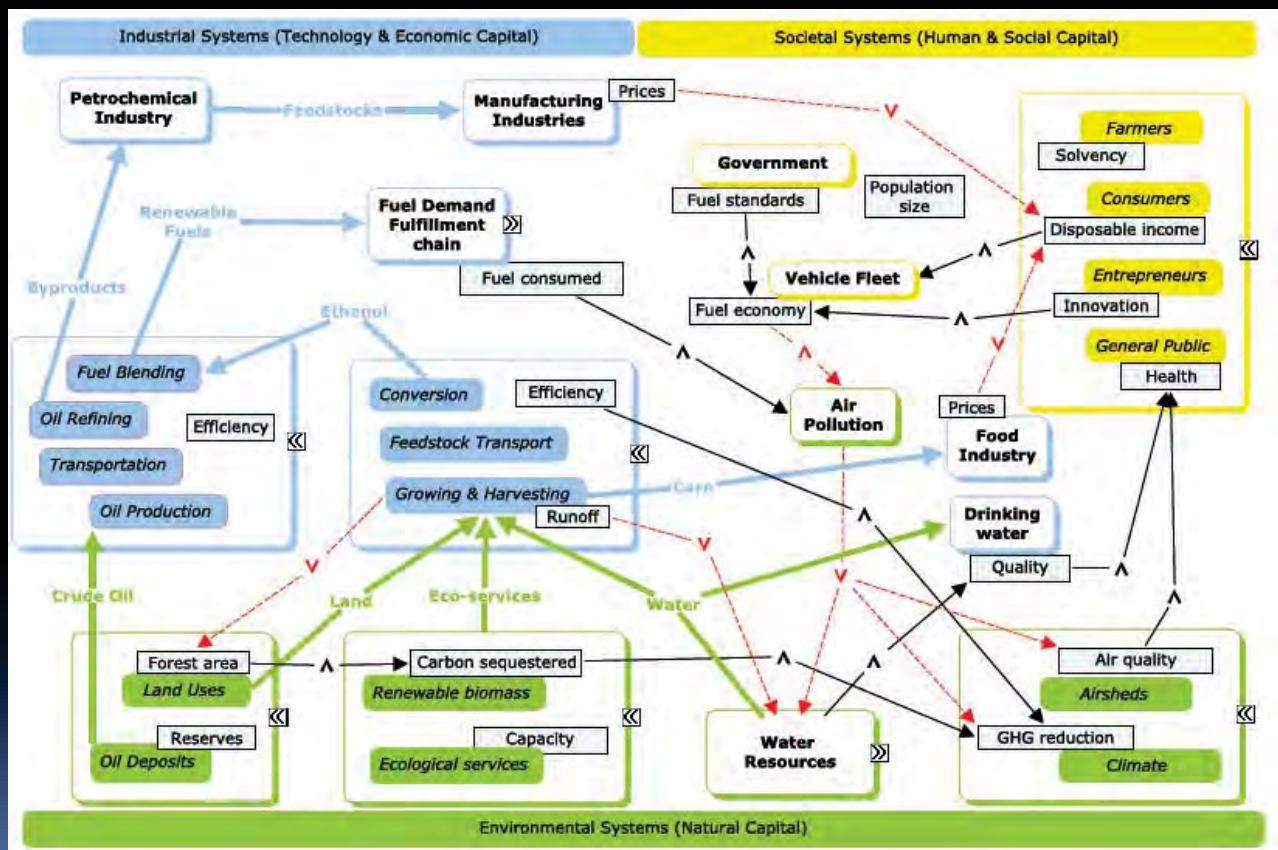 Industrial Systems (Technology & Economic Capital)
Societal Systems (Human & Social Capital)
Petrochemical
Industry
Feedstocks
Manufacturing
Industries
Prices
Farmers
Solvency
Government
Fuel standards
Population
size
Consumers
Disposable income
Renewable
Fuels
Fuel Demand
Fulfillment
chain
Fuel consumed
Vehicle Fleet
Fuel economy
Entrepreneurs
Innovation
Byproducts
Ethanol
General Public
Health
Fuel Blending
Oil Refining
Efficiency
Transportation
Oil Production
Conversion
Efficiency
Feedstock Transport
Growing & Harvesting
Runoff
Air
Pollution
Corn
Prices
Food
Industry
Drinking
water
Quality
Crude Oil
Land
Eco-services
Water
Forest area
Land Uses
Reserves
Oil Deposits
Carbon sequestered
Renewable biomass
Capacity
Ecological services
Water
Resources
Air quality
Airsheds
GHG reduction
Climate
Environmental Systems (Natural Capital)